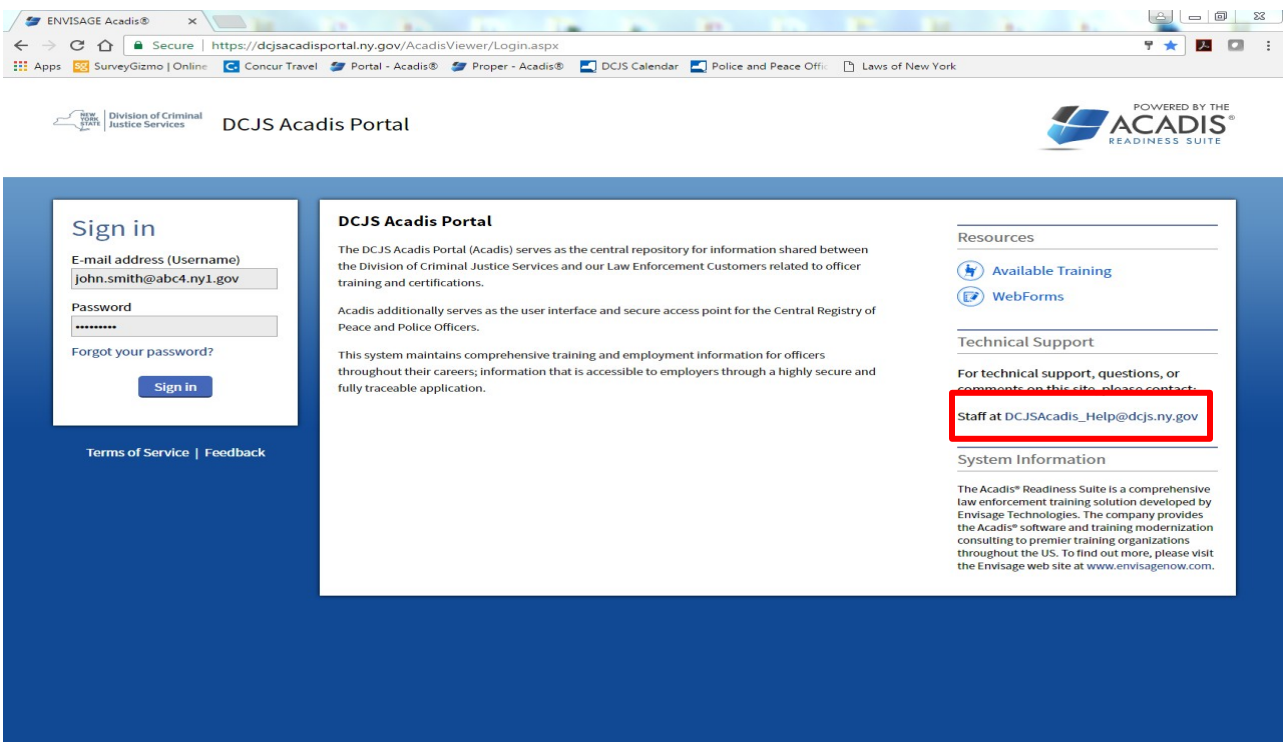 ENVISAGE Acadis®
Secure | https://dcjsacadisportal.ny.gov/AcadisViewer/Login.aspx
Apps SurveyGizmo | Online Concur Travel Portal - Acadis® Proper - Acadis® DCJS Calendar Police and Peace Offic Laws of New York
NEW YORK STATE
Division of Criminal
Justice Services
DCJS Acadis Portal
POWERED BY THE
ACADIS®
READINESS SUITE
Sign in
E-mail address (Username)
john.smith@abc4.ny1.gov
Password
•••••••••
Forgot your password?
Sign in
Terms of Service | Feedback
DCJS Acadis Portal
The DCJS Acadis Portal (Acadis) serves as the central repository for information shared between
the Division of Criminal Justice Services and our Law Enforcement Customers related to officer
training and certifications.
Acadis additionally serves as the user interface and secure access point for the Central Registry of
Peace and Police Officers.
This system maintains comprehensive training and employment information for officers
throughout their careers; information that is accessible to employers through a highly secure and
fully traceable application.
Resources
Available Training
WebForms
Technical Support
For technical support, questions, or
comments on this site, please contact:
Staff at DCJSAcadis_Help@dcjs.ny.gov
System Information
The Acadis® Readiness Suite is a comprehensive
law enforcement training solution developed by
Envisage Technologies. The company provides
the Acadis® software and training modernization
consulting to premier training organizations
throughout the US. To find out more, please visit
the Envisage web site at www.envisagenow.com.